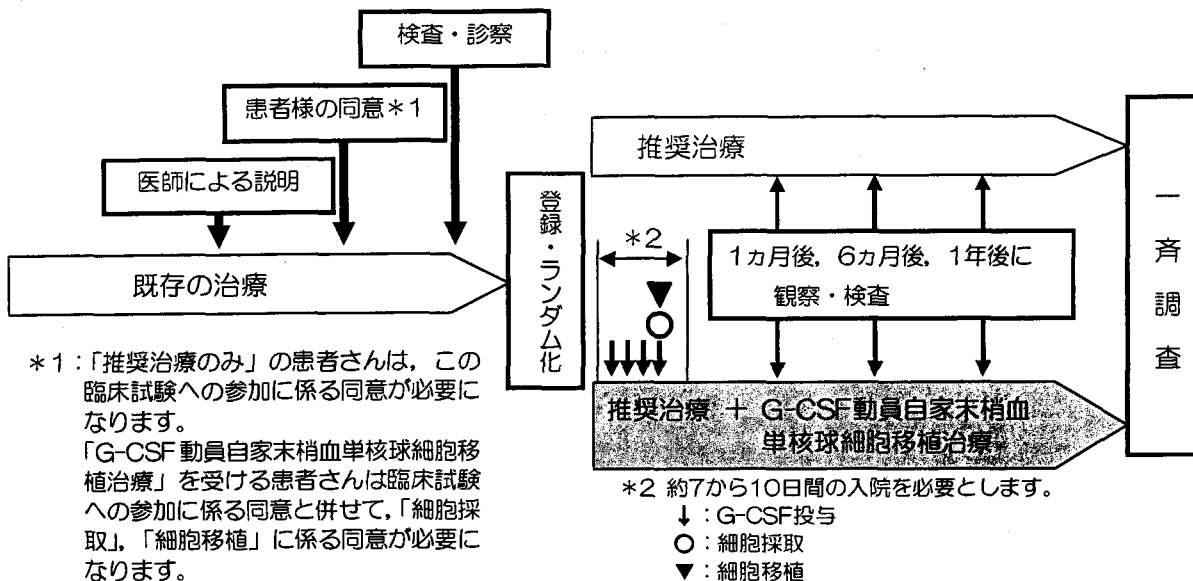 検査・診察
患者様の同意＊1
医師による説明
既存の治療
登録・ランダム化
推奨治療
＊2
1ヵ月後，6ヵ月後，1年後に
観察・検査
推奨治療 ＋ G-CSF動員自家末梢血
単核球細胞移植治療
一斉調査
＊1：「推奨治療のみ」の患者さんは，この
臨床試験への参加に係る同意が必要に
なります。
「G-CSF動員自家末梢血単核球細胞移
植治療」を受ける患者さんは臨床試験
への参加に係る同意と併せて，「細胞採
取」，「細胞移植」に係る同意が必要に
なります。
＊2 約7から10日間の入院を必要とします。
↓：G-CSF投与
○：細胞採取
▼：細胞移植